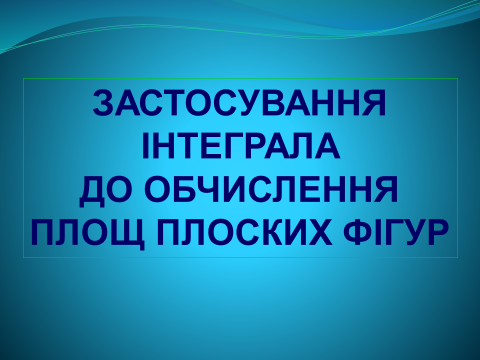 ЗАСТОСУВАННЯ
ІНТЕГРАЛА
ДО ОБЧИСЛЕННЯ
ПЛОЩ ПЛОСКИХ ФІГУР